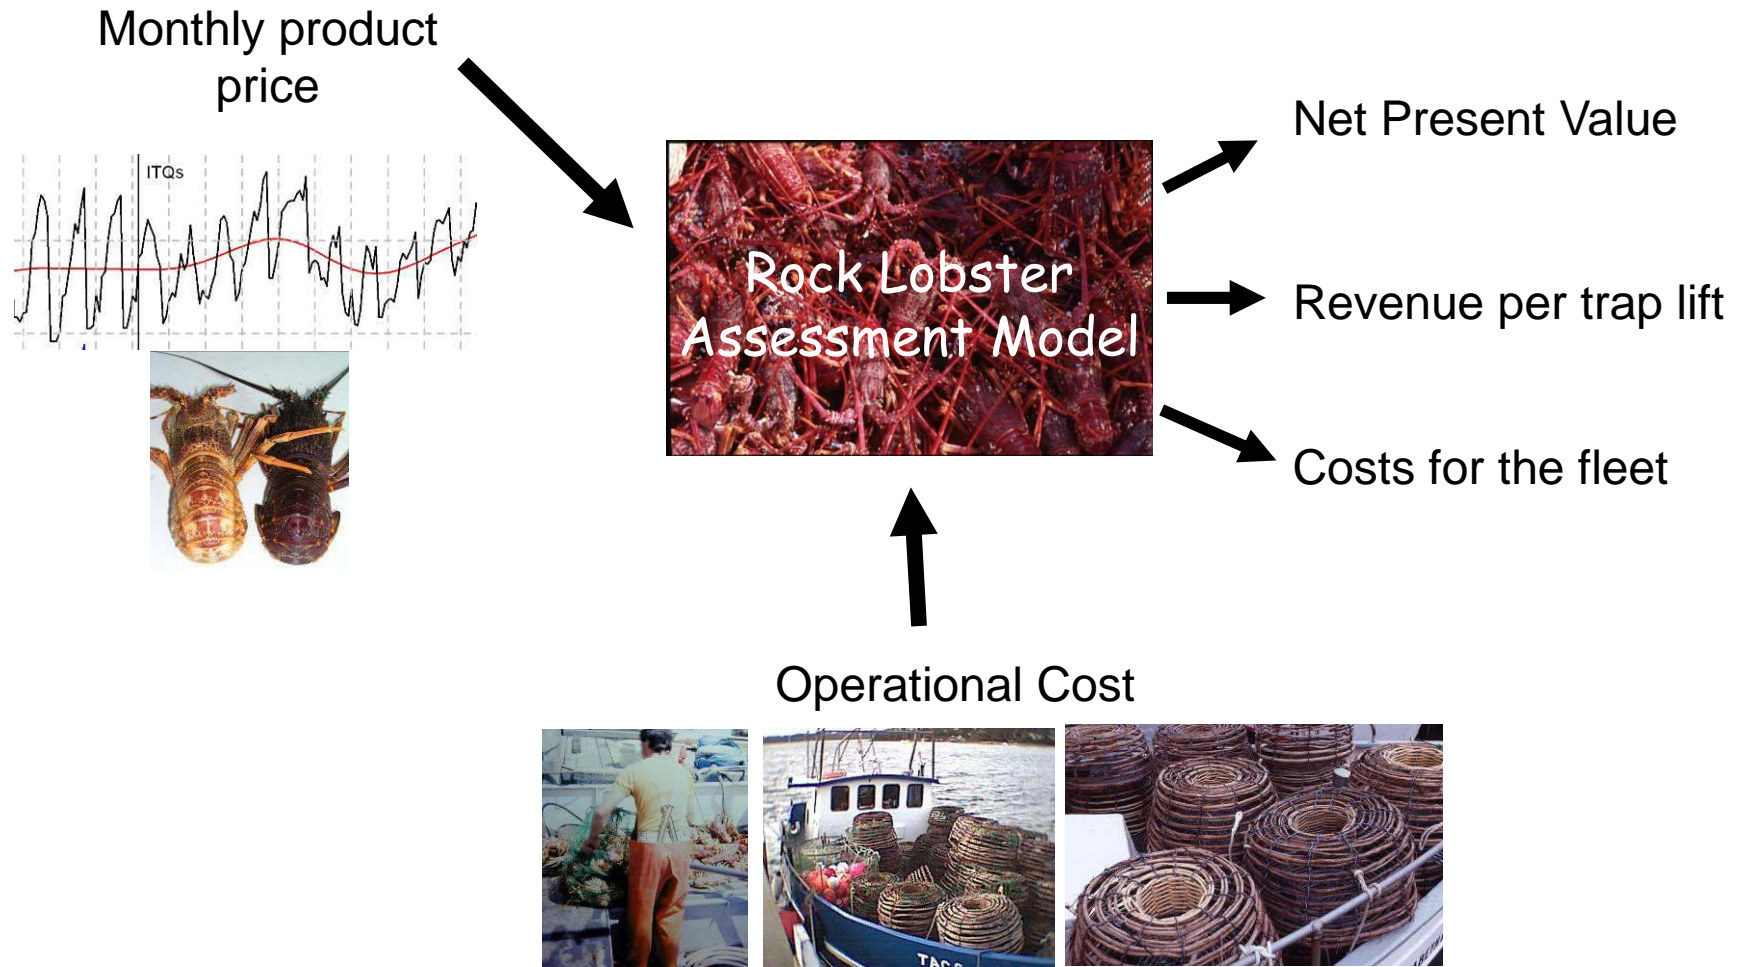 Monthly product
price
ITQs
Rock Lobster
Assessment Model
Net Present Value
Revenue per trap lift
Costs for the fleet
Operational Cost